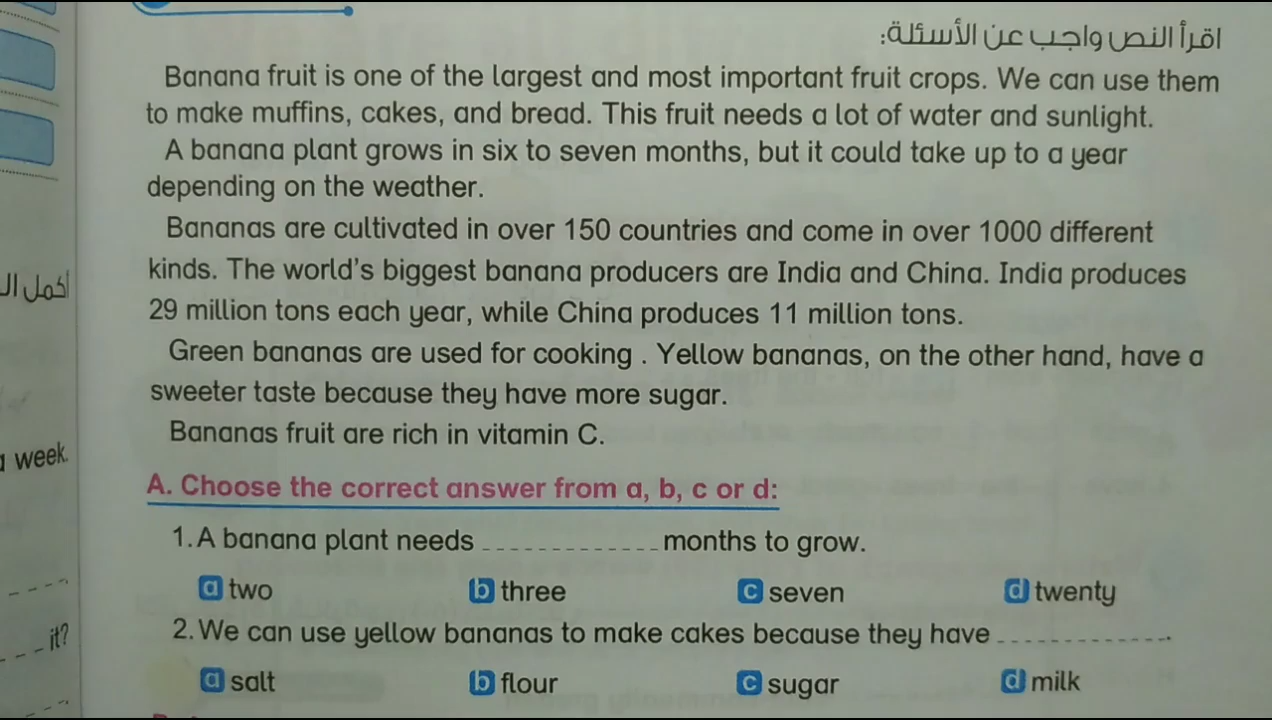 اقرأ النص واجب عن الأسئلة:
Banana fruit is one of the largest and most important fruit crops. We can use them
to make muffins, cakes, and bread. This fruit needs a lot of water and sunlight.
A banana plant grows in six to seven months, but it could take up to a year
depending on the weather.
Bananas are cultivated in over 150 countries and come in over 1000 different
kinds. The world's biggest banana producers are India and China. India produces
29 million tons each year, while China produces 11 million tons.
Green bananas are used for cooking . Yellow bananas, on the other hand, have a
sweeter taste because they have more sugar.
Bananas fruit are rich in vitamin C.
A. Choose the correct answer from a, b, c or d:
1. A banana plant needs _ _ _ _ _ _ _ _ _ _ _ _ _ months to grow.
a two b three c seven d twenty
2. We can use yellow bananas to make cakes because they have _ _ _ _ _ _ _ _ _ _ _ _ _.
a salt b flour c sugar d milk
أكمل
week.
it?